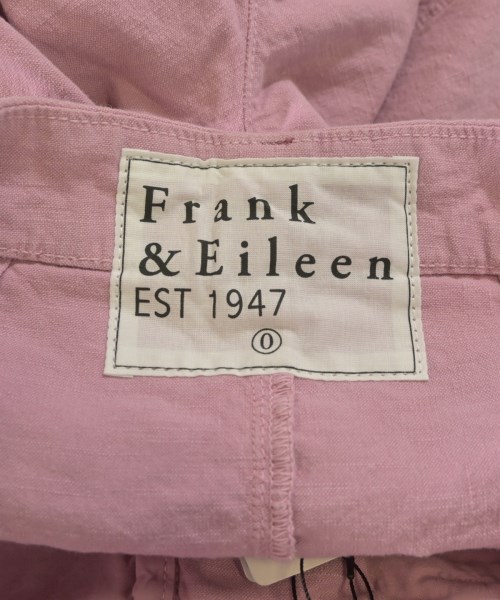 Frank
& Eileen
EST 1947
0